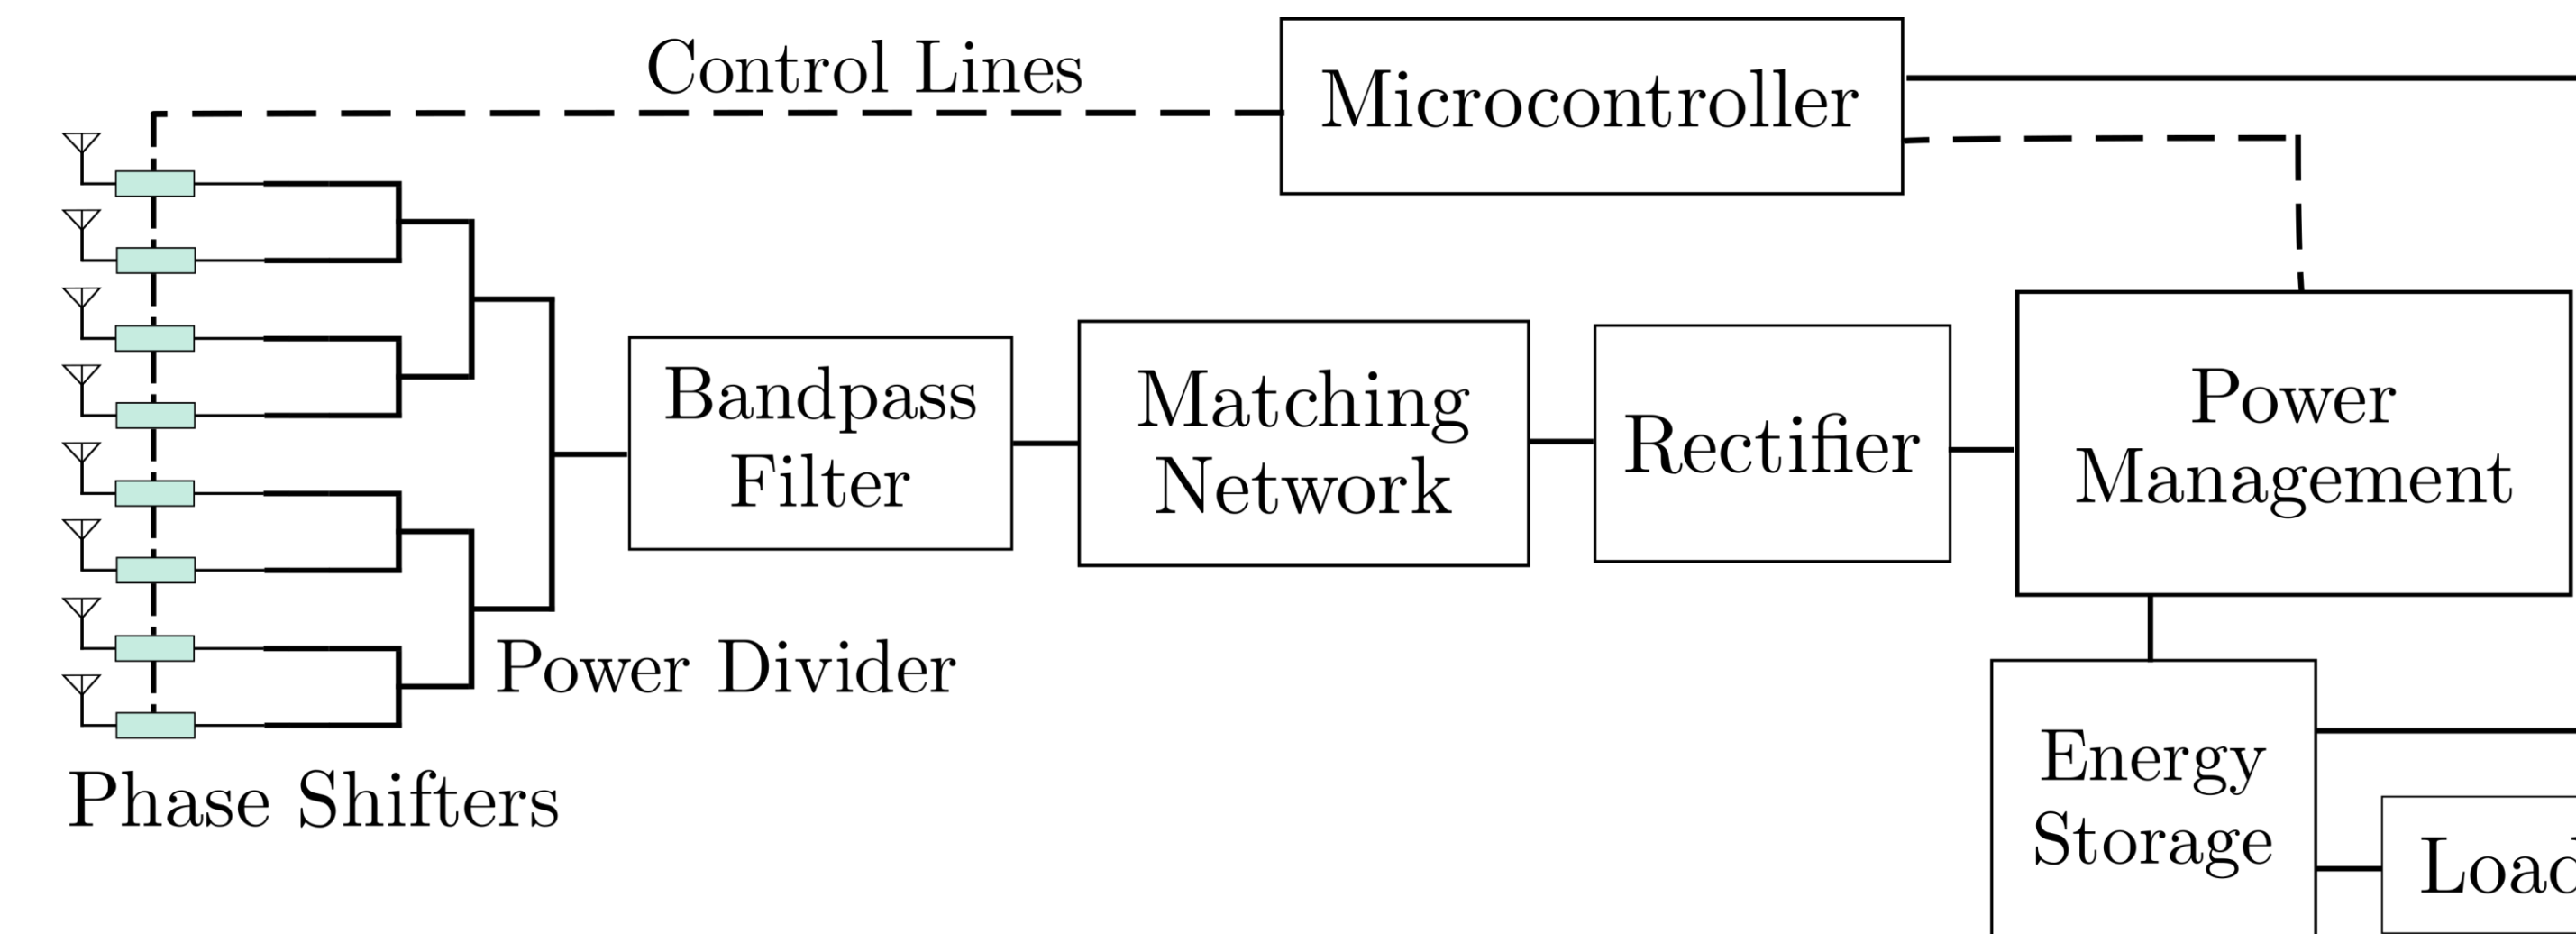 Control Lines
Microcontroller
Bandpass
Filter
Matching
Network
Rectifier
Power
Management
Power Divider
Phase Shifters
Energy
Storage